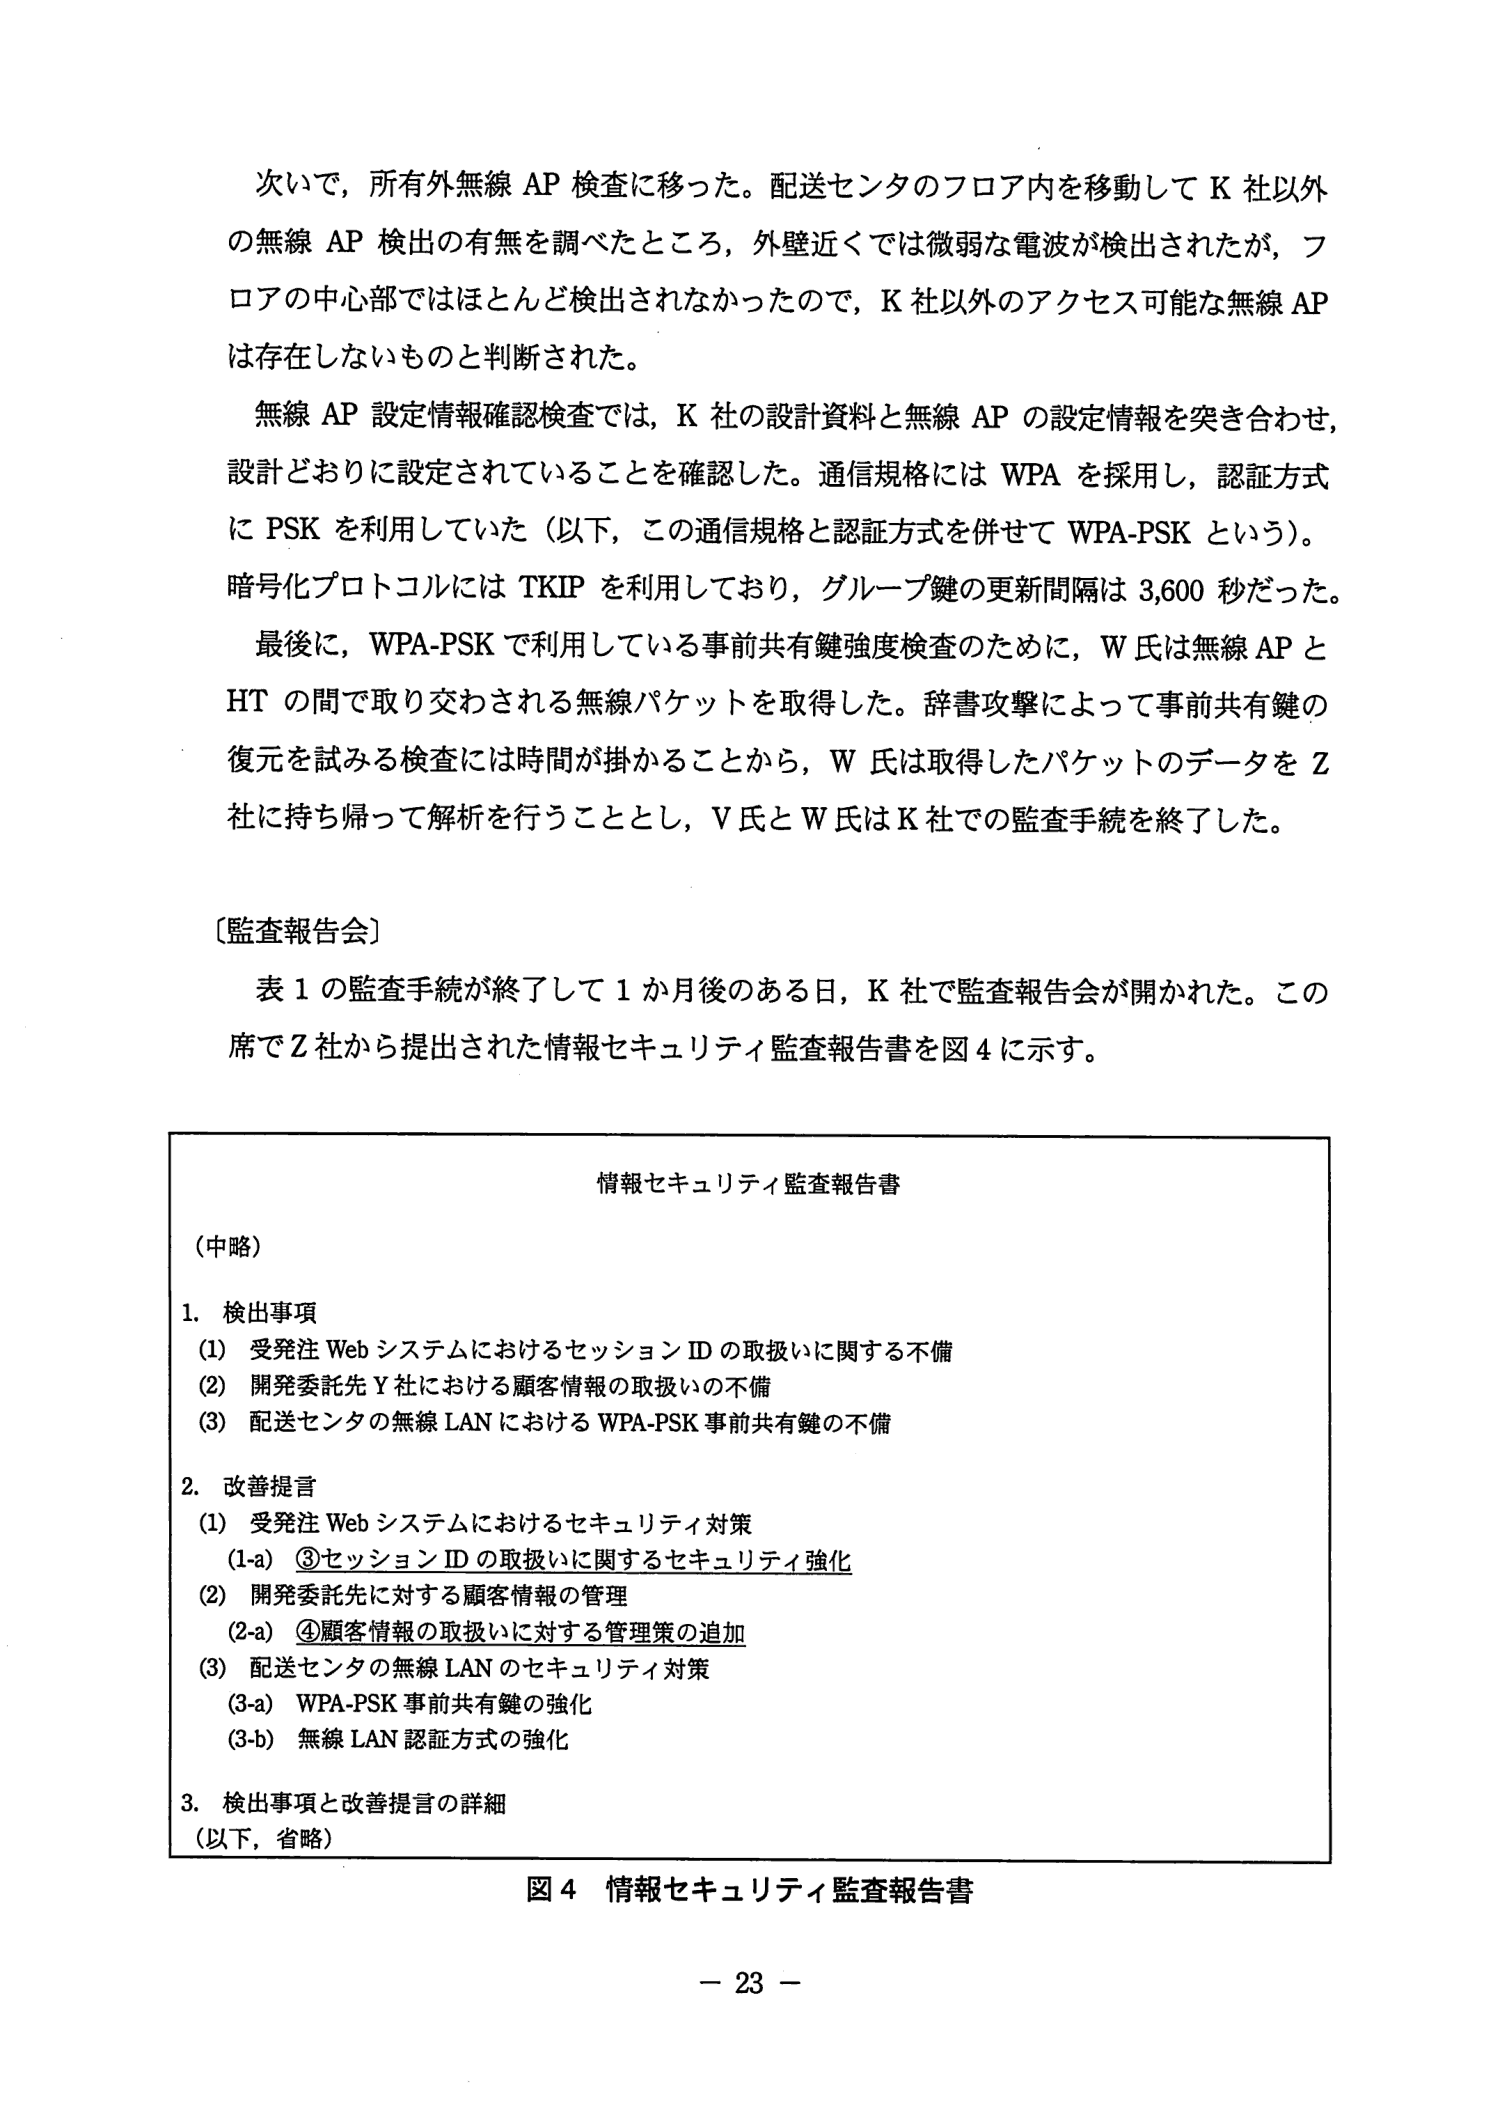 次いで，所有外無線 AP 検査に移った。配送センタのフロア内を移動して K 社以外
の無線 AP 検出の有無を調べたところ，外壁近くでは微弱な電波が検出されたが，フ
ロアの中心部ではほとんど検出されなかったので，K 社以外のアクセス可能な無線 AP
は存在しないものと判断された。
無線 AP 設定情報確認検査では，K 社の設計資料と無線 AP の設定情報を突き合わせ，
設計どおりに設定されていることを確認した。通信規格には WPA を採用し，認証方式
に PSK を利用していた（以下，この通信規格と認証方式を併せて WPA-PSK という）。
暗号化プロトコルには TKIP を利用しており，グループ鍵の更新間隔は 3,600 秒だった。
最後に，WPA-PSK で利用している事前共有鍵強度検査のために，W 氏は無線 AP と
HT の間で取り交わされる無線パケットを取得した。辞書攻撃によって事前共有鍵の
復元を試みる検査には時間が掛かることから，W 氏は取得したパケットのデータを Z
社に持ち帰って解析を行うこととし，V 氏と W 氏は K 社での監査手続を終了した。
〔監査報告会〕
表 1 の監査手続が終了して 1 か月後のある日，K 社で監査報告会が開かれた。この
席で Z 社から提出された情報セキュリティ監査報告書を図 4 に示す。
情報セキュリティ監査報告書
（中略）
1. 検出事項
(1) 受発注 Web システムにおけるセッション ID の取扱いに関する不備
(2) 開発委託先 Y 社における顧客情報の取扱いの不備
(3) 配送センタの無線 LAN における WPA-PSK 事前共有鍵の不備
2. 改善提言
(1) 受発注 Web システムにおけるセキュリティ対策
(1-a) ③セッション ID の取扱いに関するセキュリティ強化
(2) 開発委託先に対する顧客情報の管理
(2-a) ④顧客情報の取扱いに対する管理策の追加
(3) 配送センタの無線 LAN のセキュリティ対策
(3-a) WPA-PSK 事前共有鍵の強化
(3-b) 無線 LAN 認証方式の強化
3. 検出事項と改善提言の詳細
（以下，省略）
図 4 情報セキュリティ監査報告書
－ 23 －